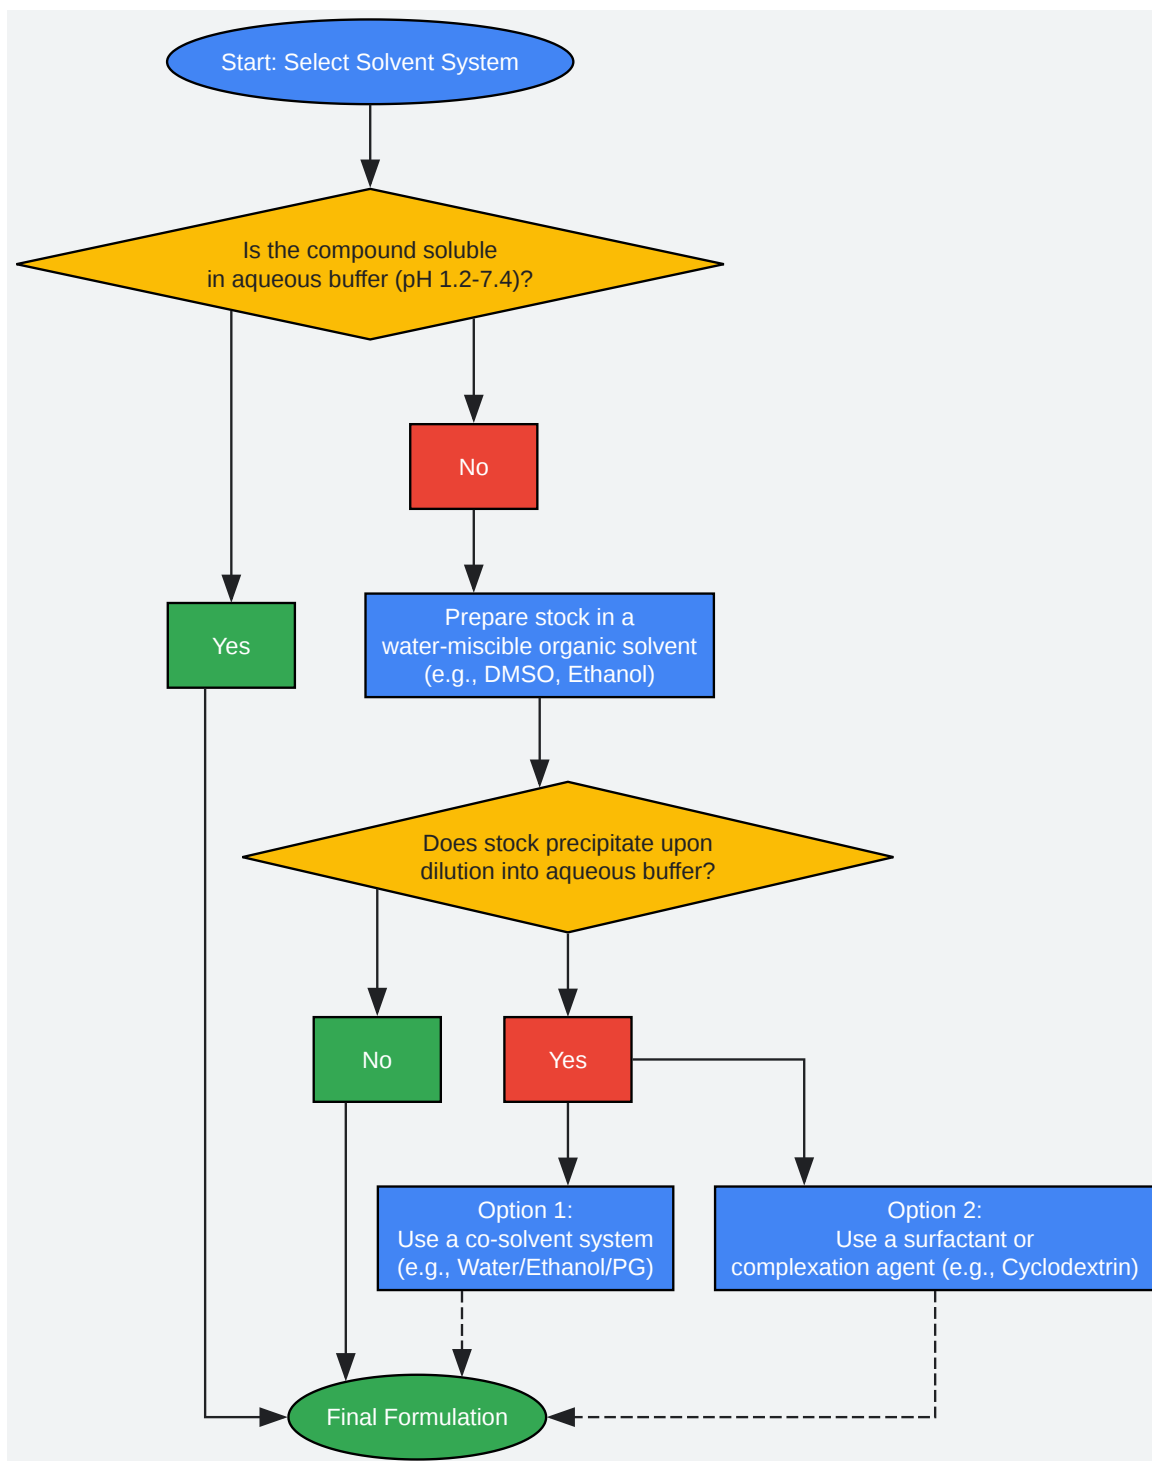 Start: Select Solvent System
Is the compound soluble
in aqueous buffer (pH 1.2-7.4)?
No
Yes
Prepare stock in a
water-miscible organic solvent
(e.g., DMSO, Ethanol)
Does stock precipitate upon
dilution into aqueous buffer?
No
Yes
Option 1:
Use a co-solvent system
(e.g., Water/Ethanol/PG)
Option 2:
Use a surfactant or
complexation agent (e.g., Cyclodextrin)
Final Formulation